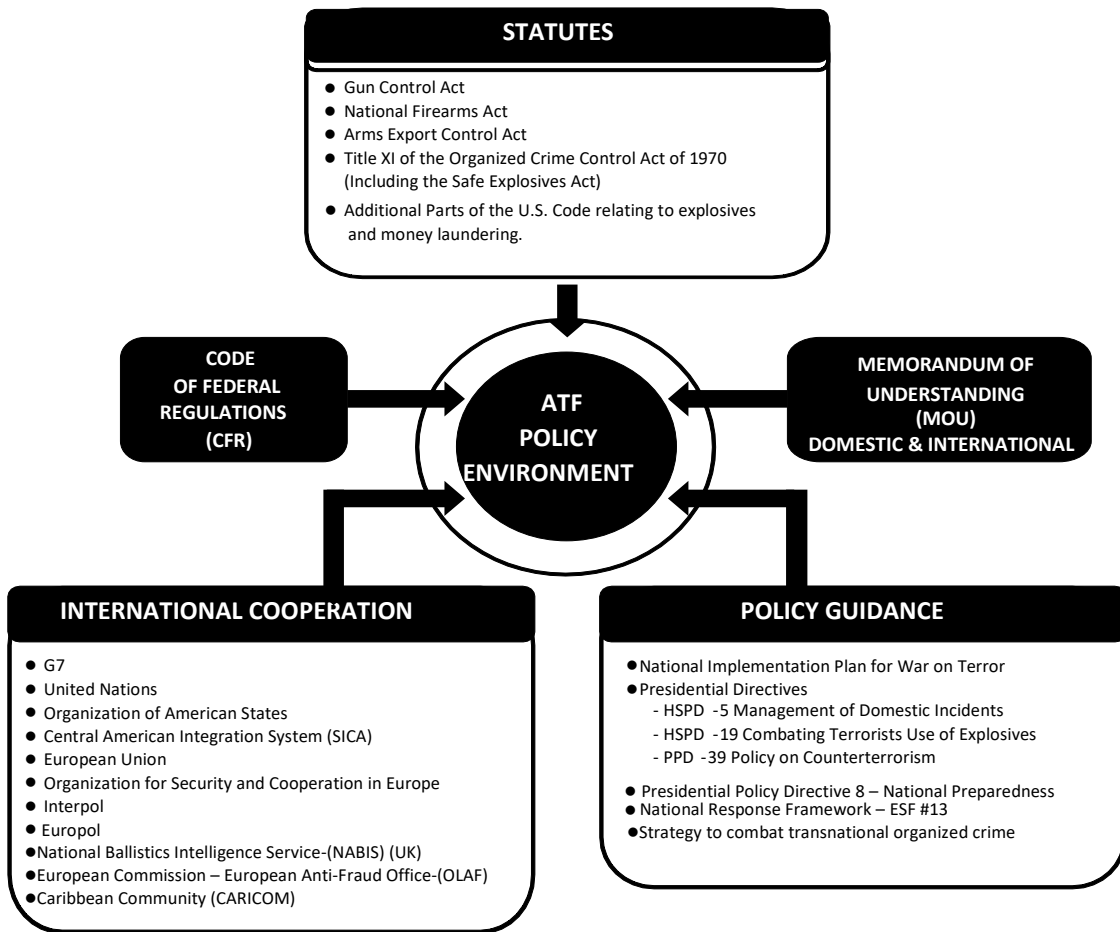 STATUTES
● Gun Control Act
● National Firearms Act
● Arms Export Control Act
● Title XI of the Organized Crime Control Act of 1970
(Including the Safe Explosives Act)
● Additional Parts of the U.S. Code relating to explosives
and money laundering.
CODE
OF FEDERAL
REGULATIONS
(CFR)
ATF
POLICY
ENVIRONMENT
MEMORANDUM OF
UNDERSTANDING
(MOU)
DOMESTIC & INTERNATIONAL
INTERNATIONAL COOPERATION
● G7
● United Nations
● Organization of American States
● Central American Integration System (SICA)
● European Union
● Organization for Security and Cooperation in Europe
● Interpol
● Europol
●National Ballistics Intelligence Service-(NABIS) (UK)
●European Commission – European Anti-Fraud Office-(OLAF)
●Caribbean Community (CARICOM)
POLICY GUIDANCE
●National Implementation Plan for War on Terror
●Presidential Directives
- HSPD -5 Management of Domestic Incidents
- HSPD -19 Combating Terrorists Use of Explosives
- PPD -39 Policy on Counterterrorism
● Presidential Policy Directive 8 – National Preparedness
●National Response Framework – ESF #13
●Strategy to combat transnational organized crime